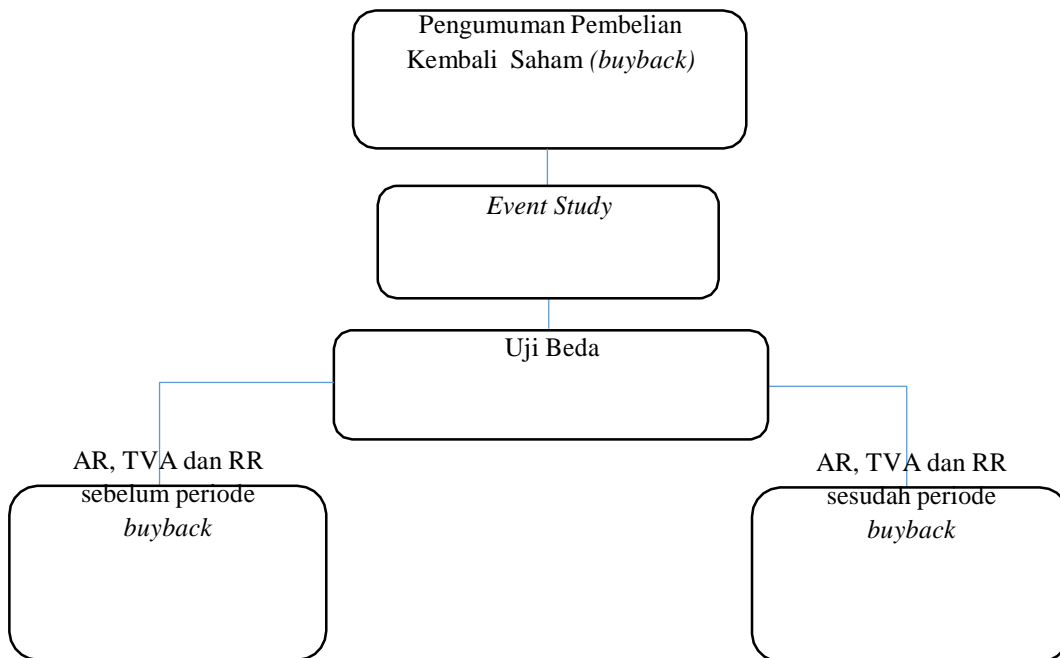 Pengumuman Pembelian
Kembali Saham (buyback)
Event Study
Uji Beda
AR, TVA dan RR
sebelum periode
buyback
AR, TVA dan RR
sesudah periode
buyback